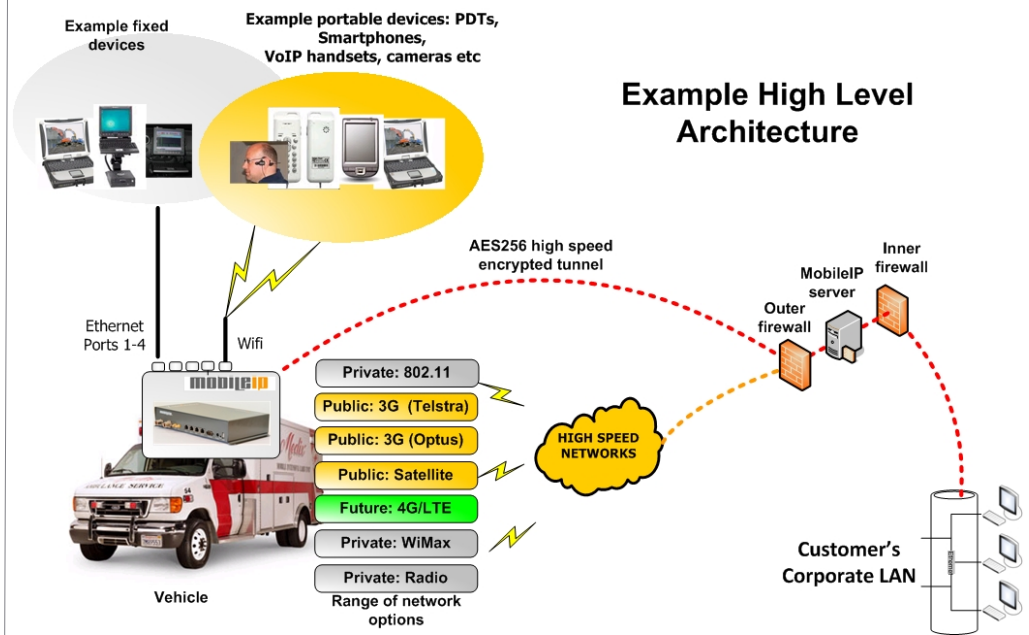 Example fixed
devices
Example portable devices: PDTs,
Smartphones,
VoIP handsets, cameras etc
Example High Level
Architecture
AES256 high speed
encrypted tunnel
Inner
firewall
MobileIP
server
Outer
firewall
Ethernet
Ports 1-4
Wifi
mobileip
Private: 802.11
Public: 3G (Telstra)
Public: 3G (Optus)
Public: Satellite
Future: 4G/LTE
Private: WiMax
Private: Radio
Range of network
options
HIGH SPEED
NETWORKS
AMBULANCE SERVICE
Vehicle
Customer's
Corporate LAN
Ethernet